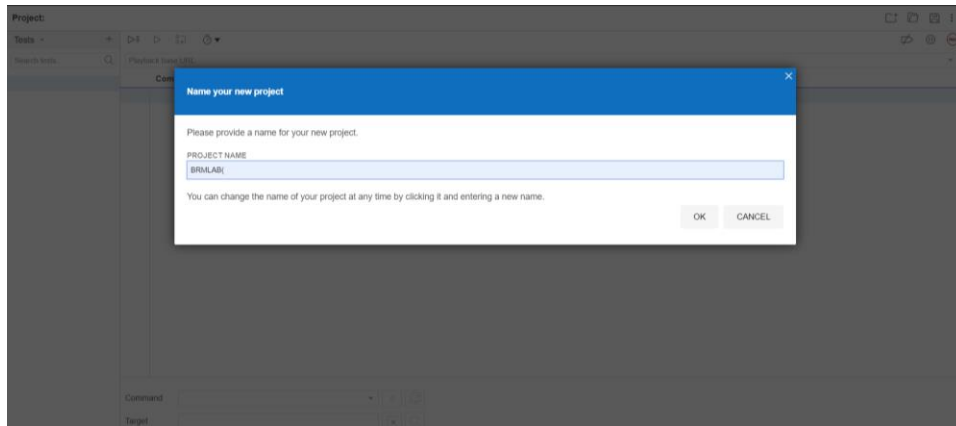 Project:
Tests
Search tests...
Playback base URL
Com
Name your new project
Please provide a name for your new project.
PROJECT NAME
BRMLAB(
You can change the name of your project at any time by clicking it and entering a new name.
OK CANCEL
Command
Target